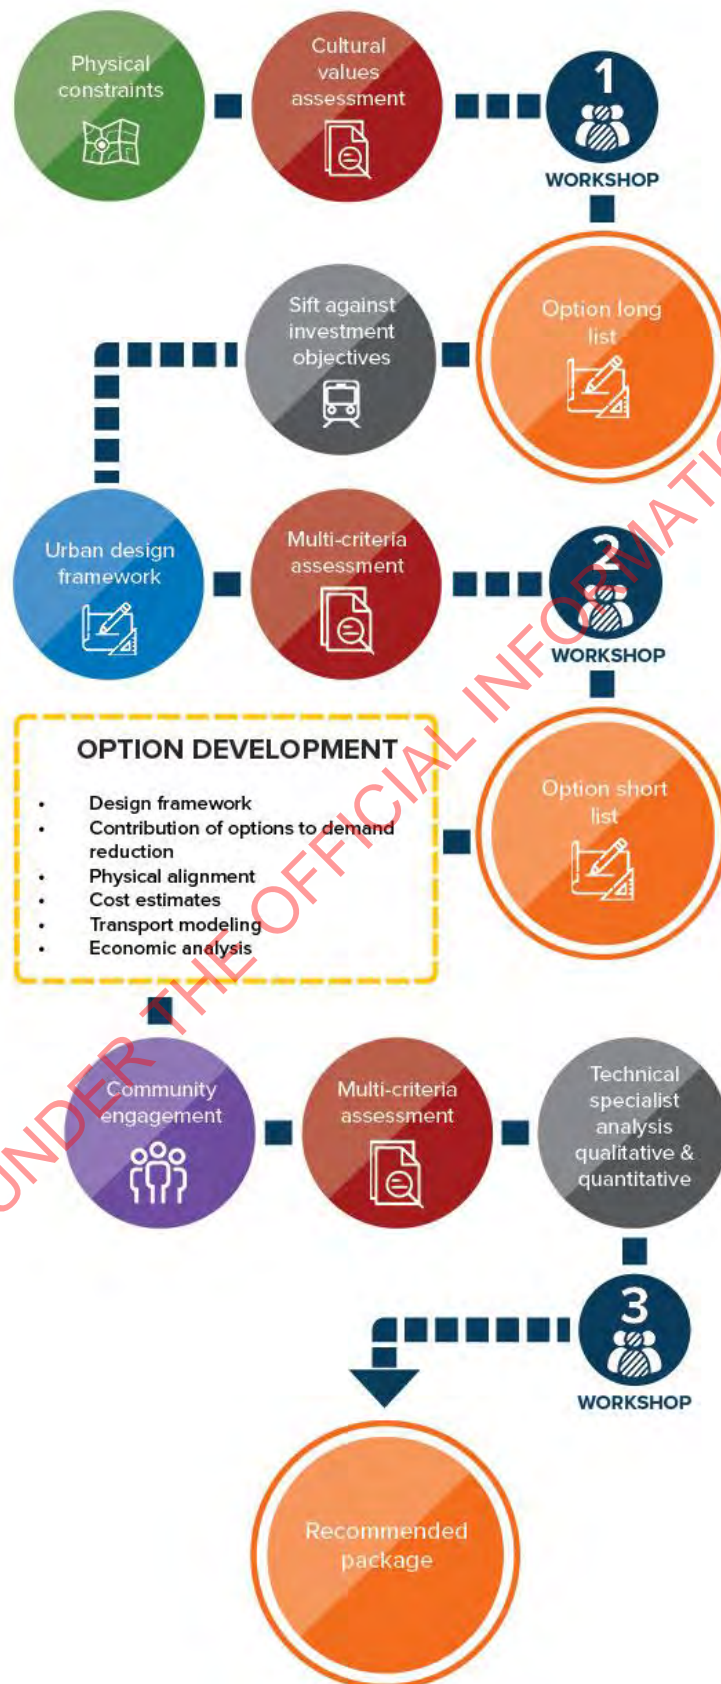 Physical
constraints
Cultural
values
assessment
1
WORKSHOP
Option long
list
Sift against
investment
objectives
Urban design
framework
Multi-criteria
assessment
2
WORKSHOP
Option short
list
OPTION DEVELOPMENT
• Design framework
• Contribution of options to demand
reduction
• Physical alignment
• Cost estimates
• Transport modeling
• Economic analysis
Community
engagement
Multi-criteria
assessment
Technical
specialist
analysis
qualitative &
quantitative
3
WORKSHOP
Recommended
package
UNDER THE OFFICIAL INFORMATIO